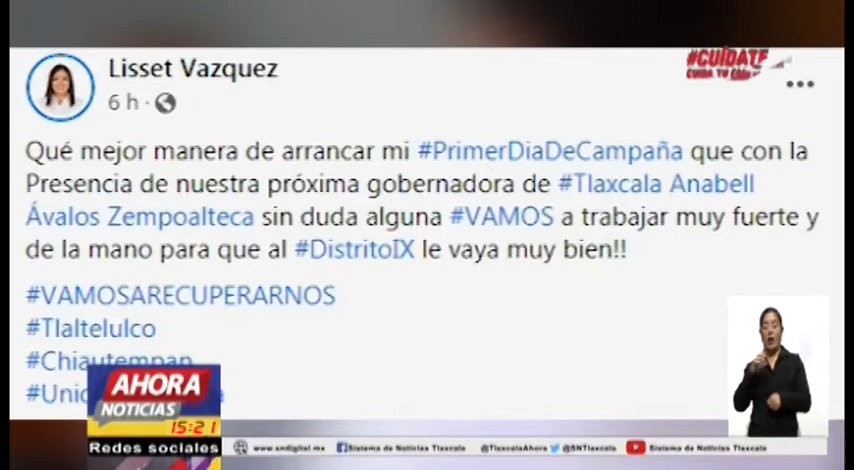 Lisset Vazquez
6 h ·
#CUÍDATE
Qué mejor manera de arrancar mi #PrimerDiaDeCampaña que con la
Presencia de nuestra próxima gobernadora de #Tlaxcala Anabell
Ávalos Zempoalteca sin duda alguna #VAMOS a trabajar muy fuerte y
de la mano para que al #DistritoIX le vaya muy bien!!
#VAMOSARECUPERARNOS
#Tlaltelulco
#Chiautempan
AHORA
NOTICIAS
15:21
Redes sociales
www.sndigital.mx Sistema de Noticias Tlaxcala @TlaxcalaAhora @SNTlaxcala Sistema de Noticias Tlaxcala